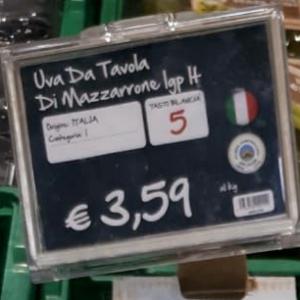 Uva Da Tavola
Di Mazzarrone Igp It
Origine: ITALIA
Categoria: I
TASTO BILANCIA
5
€ 3,59
al kg